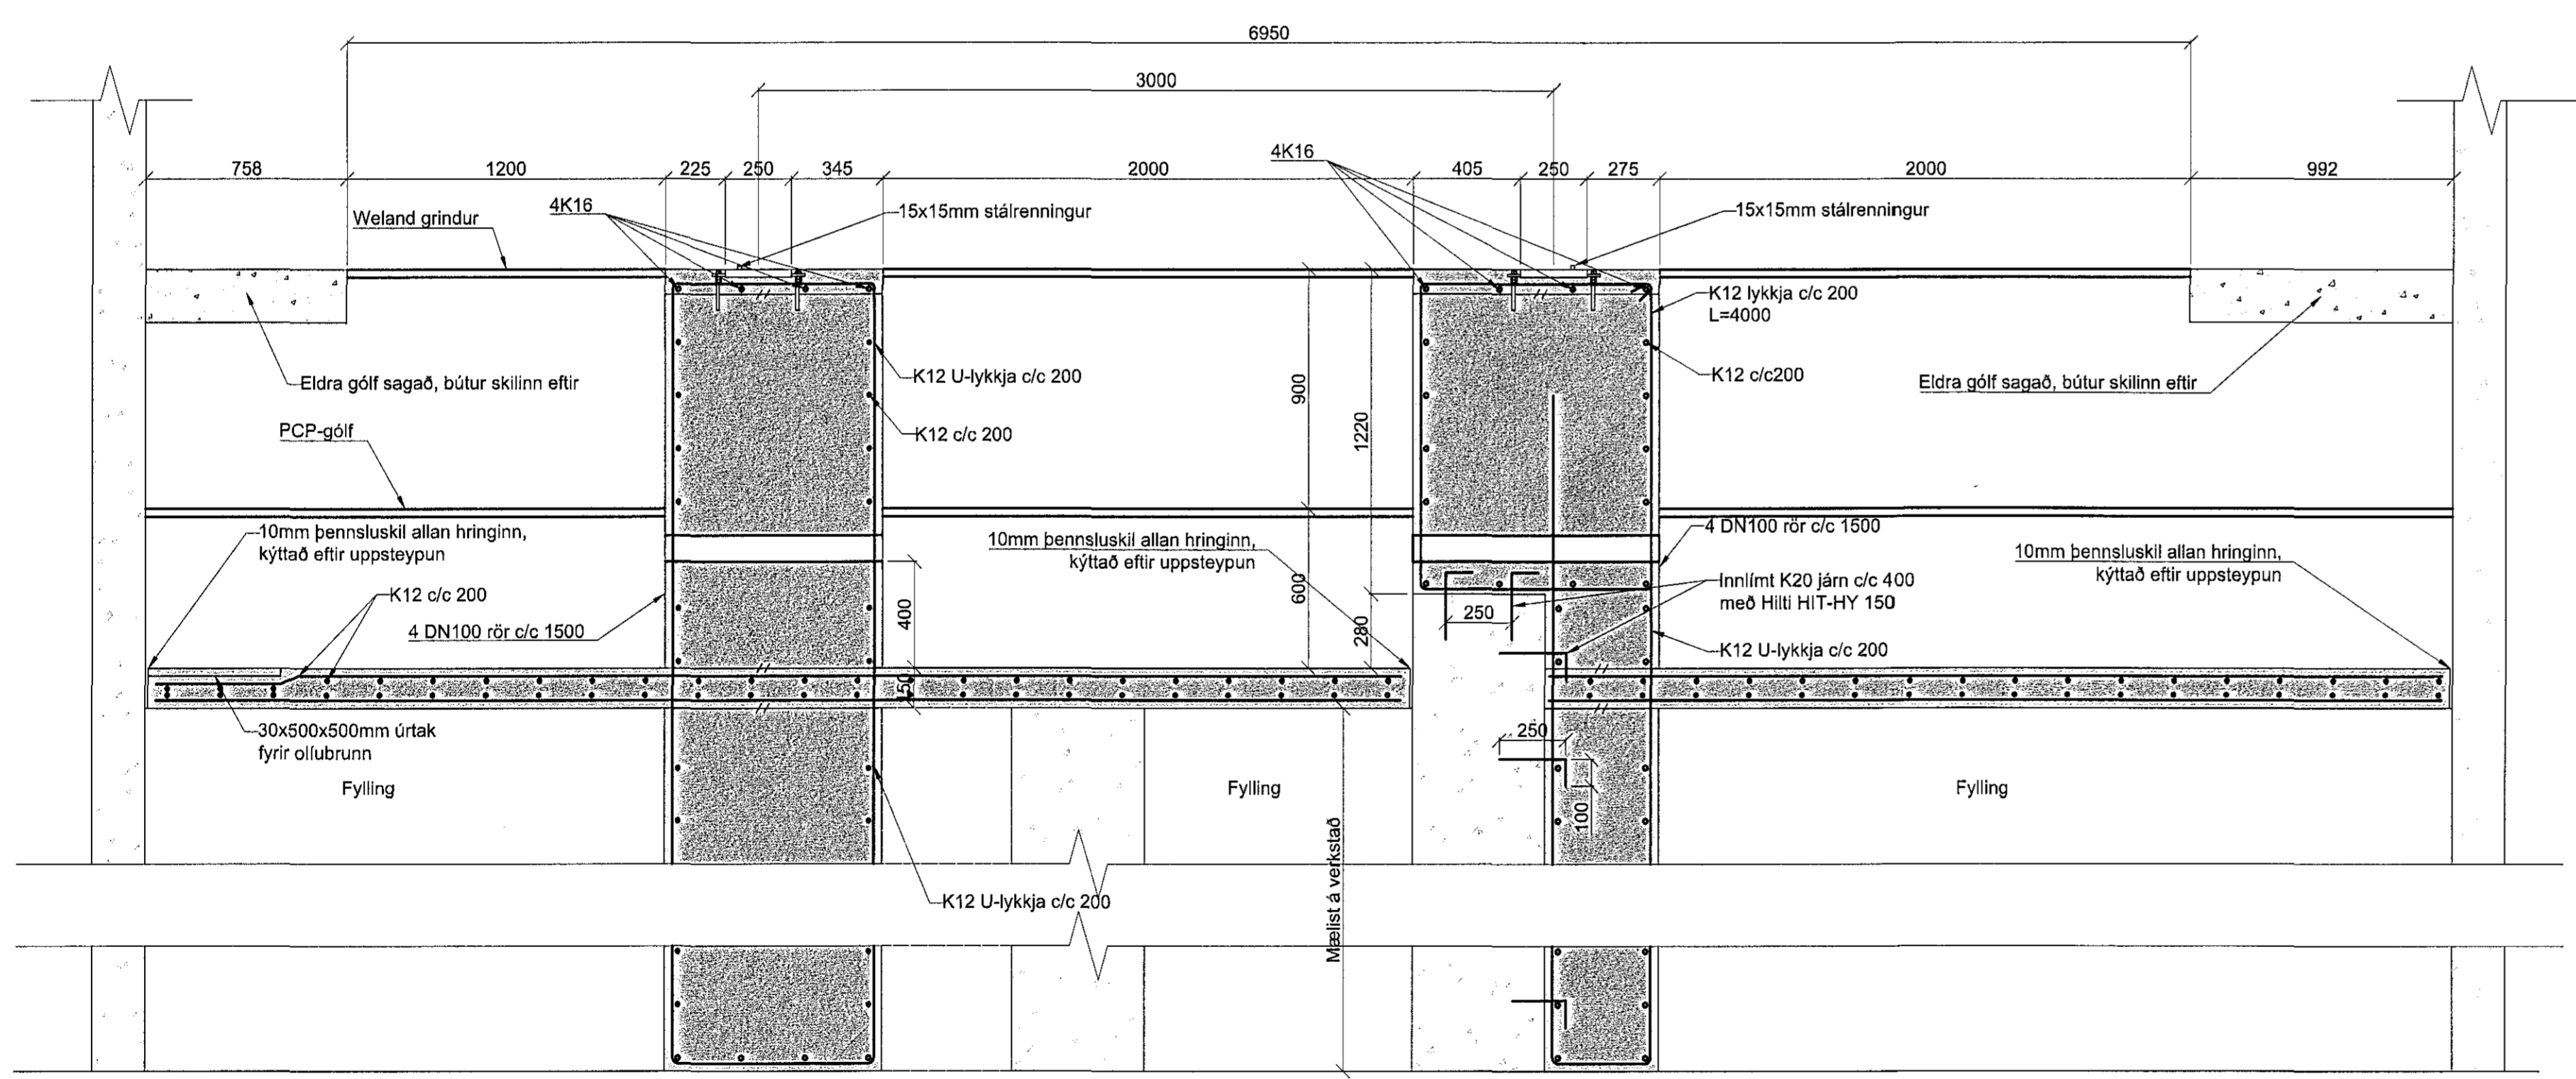 6950
3000
758
1200
225
250
345
2000
405
250
275
2000
992
4K16
4K16
Weland grindur
15x15mm stálrenningur
15x15mm stálrenningur
K12 lykkja c/c 200
L=4000
K12 U-lykkja c/c 200
K12 c/c200
Eldra gólf sagað, bútur skilinn eftir
Eldra gólf sagað, bútur skilinn eftir
900
1220
PCP-gólf
K12 c/c 200
10mm þennsluskil allan hringinn,
kýttað eftir uppsteypun
10mm þennsluskil allan hringinn,
kýttað eftir uppsteypun
4 DN100 rör c/c 1500
10mm þennsluskil allan hringinn,
kýttað eftir uppsteypun
K12 c/c 200
4 DN100 rör c/c 1500
400
600
280
250
Innlímt K20 járn c/c 400
með Hilti HIT-HY 150
K12 U-lykkja c/c 200
150
30x500x500mm úrtak
fyrir olíubrunn
250
100
Fylling
Fylling
Fylling
K12 U-lykkja c/c 200
Mælist á verkstað